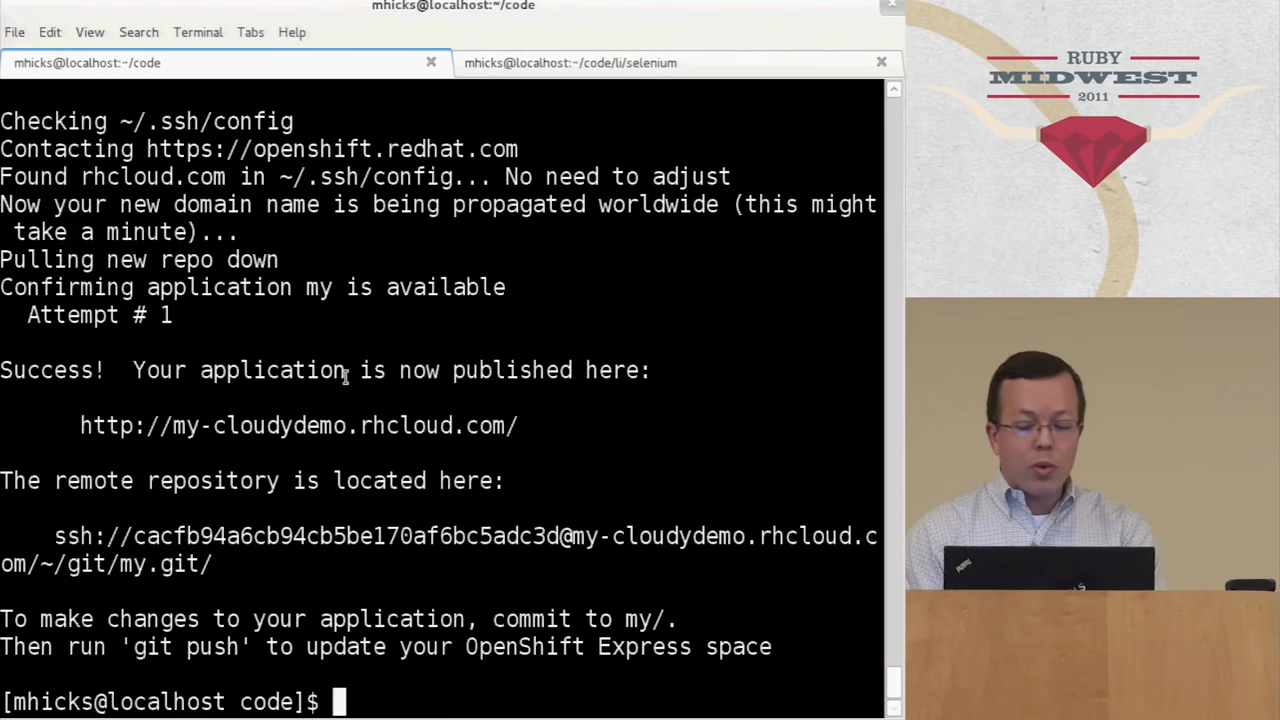 mhicks@localhost:~/code
File Edit View Search Terminal Tabs Help
mhicks@localhost:~/code
mhicks@localhost:~/code/li/selenium
Checking ~/.ssh/config
Contacting https://openshift.redhat.com
Found rhcloud.com in ~/.ssh/config... No need to adjust
Now your new domain name is being propagated worldwide (this might
take a minute)...
Pulling new repo down
Confirming application my is available
Attempt # 1
Success!  Your application is now published here:
http://my-cloudydemo.rhcloud.com/
The remote repository is located here:
ssh://cacfb94a6cb94cb5be170af6bc5adc3d@my-cloudydemo.rhcloud.c
om/~/git/my.git/
To make changes to your application, commit to my/.
Then run 'git push' to update your OpenShift Express space
[mhicks@localhost code]$
RUBY
MIDWEST
2011